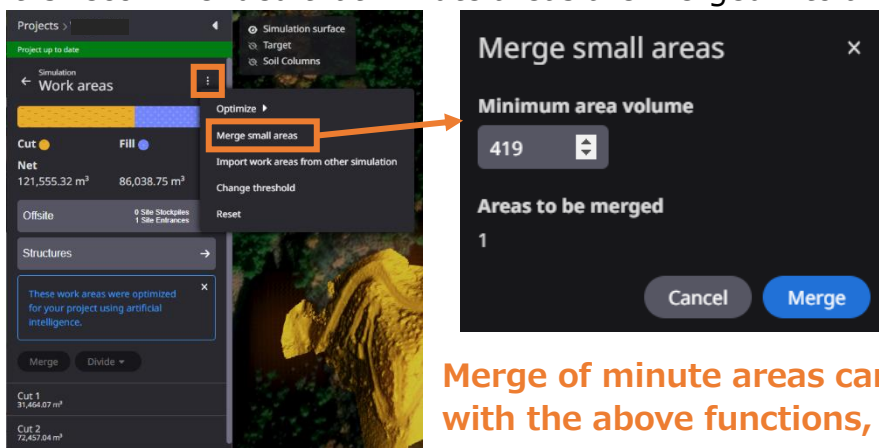 Projects >
Project up to date
Simulation
Work areas
Cut
Fill
Net
121,555.32 m³
86,038.75 m³
Offsite
0 Site Stockpiles
1 Site Entrances
Structures
These work areas were optimized
for your project using artificial
intelligence.
Merge
Divide
Cut 1
31,464.07 m³
Cut 2
72,457.04 m³
Simulation surface
Target
Soil Columns
Optimize
Merge small areas
Import work areas from other simulation
Change threshold
Reset
Merge small areas
Minimum area volume
419
Areas to be merged
1
Cancel
Merge
Merge of minute areas
with the above functions,